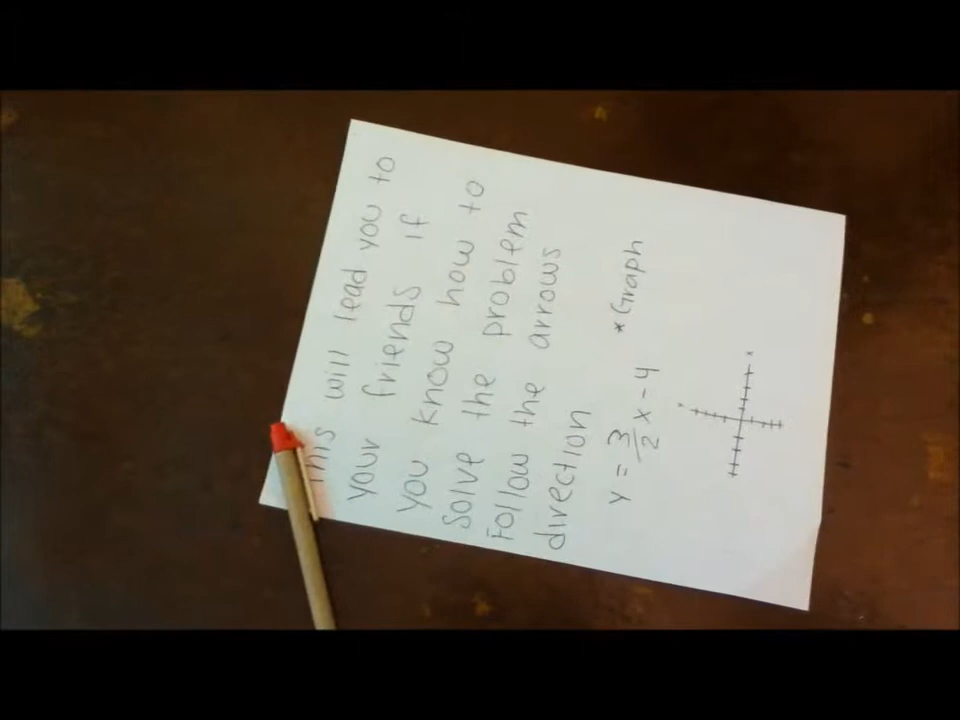 This will lead you to
your friends if
you know how to
solve the problem
Follow the arrows
direction
y = 3/2 x - 4 * Graph